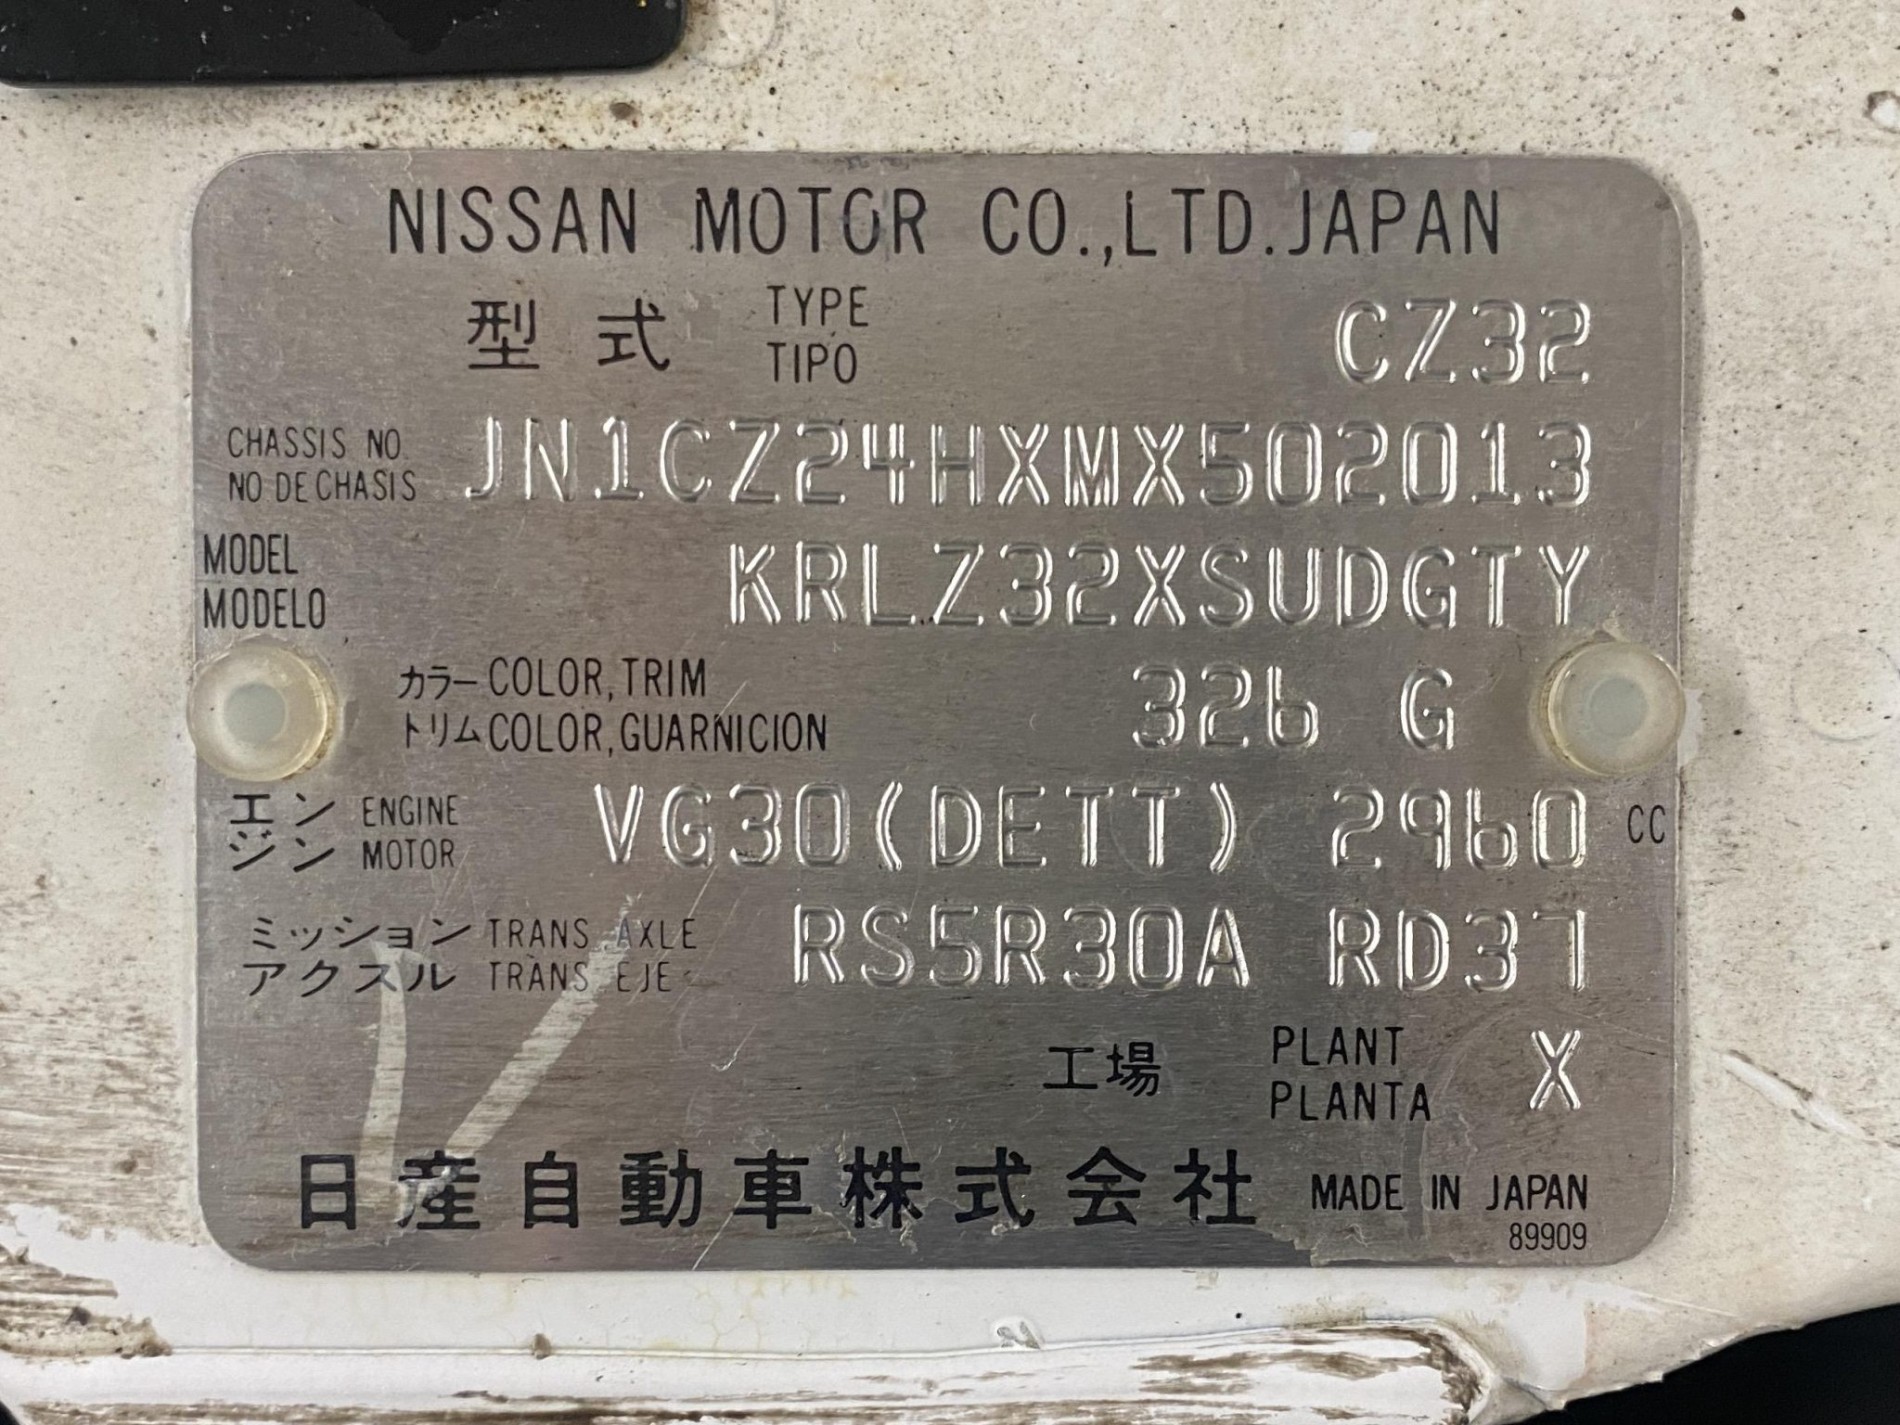 NISSAN MOTOR CO.,LTD.JAPAN
型式 TYPE CZ32
TIPO
CHASSIS NO. JN1CZ24HXMX502013
NO DE CHASIS
MODEL KRLZ32XSUDGTY
MODELO
カラー COLOR,TRIM 326 G
トリム COLOR,GUARNICION
エン ENGINE VG30(DETT) 2960 CC
ジン MOTOR
ミッション TRANS AXLE RS5R30A RD37
アクスル TRANS EJE
工場 PLANT X
PLANTA
日産自動車株式会社 MADE IN JAPAN
89909